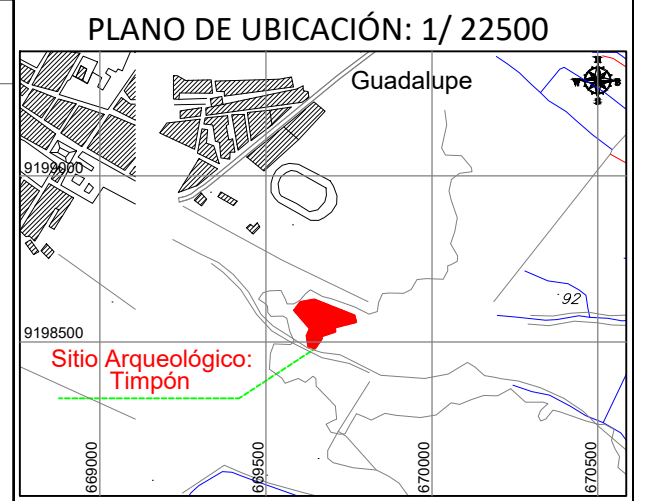 PLANO DE UBICACIÓN: 1/ 22500
Guadalupe
N
W E
S
9199000
92
9198500
Sitio Arqueológico:
Timpón
669000
669500
670000
670500